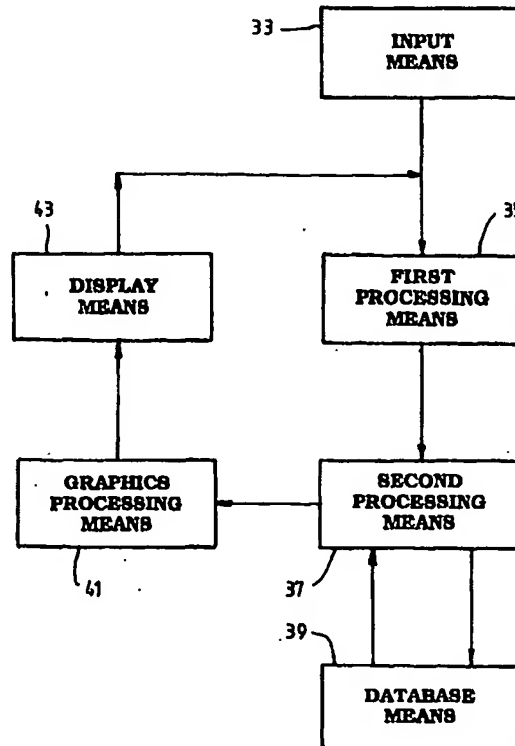 33
INPUT
MEANS
43
DISPLAY
MEANS
FIRST
PROCESSING
MEANS
GRAPHICS
PROCESSING
MEANS
41
SECOND
PROCESSING
MEANS
37
39
DATABASE
MEANS